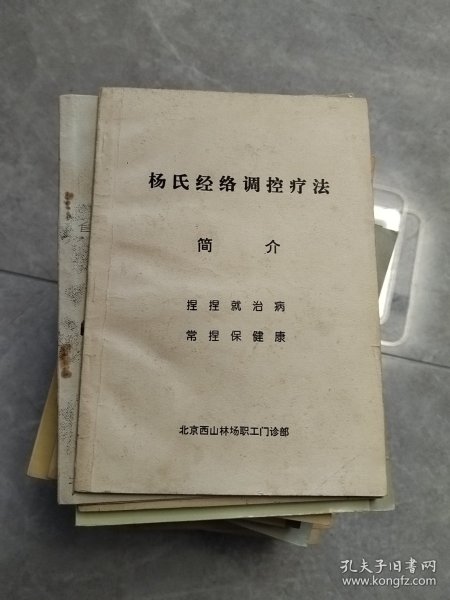 杨氏经络调控疗法
简 介
捏捏就治病
常捏保健康
北京西山林场职工门诊部
孔夫子旧书网
www.kongfz.com